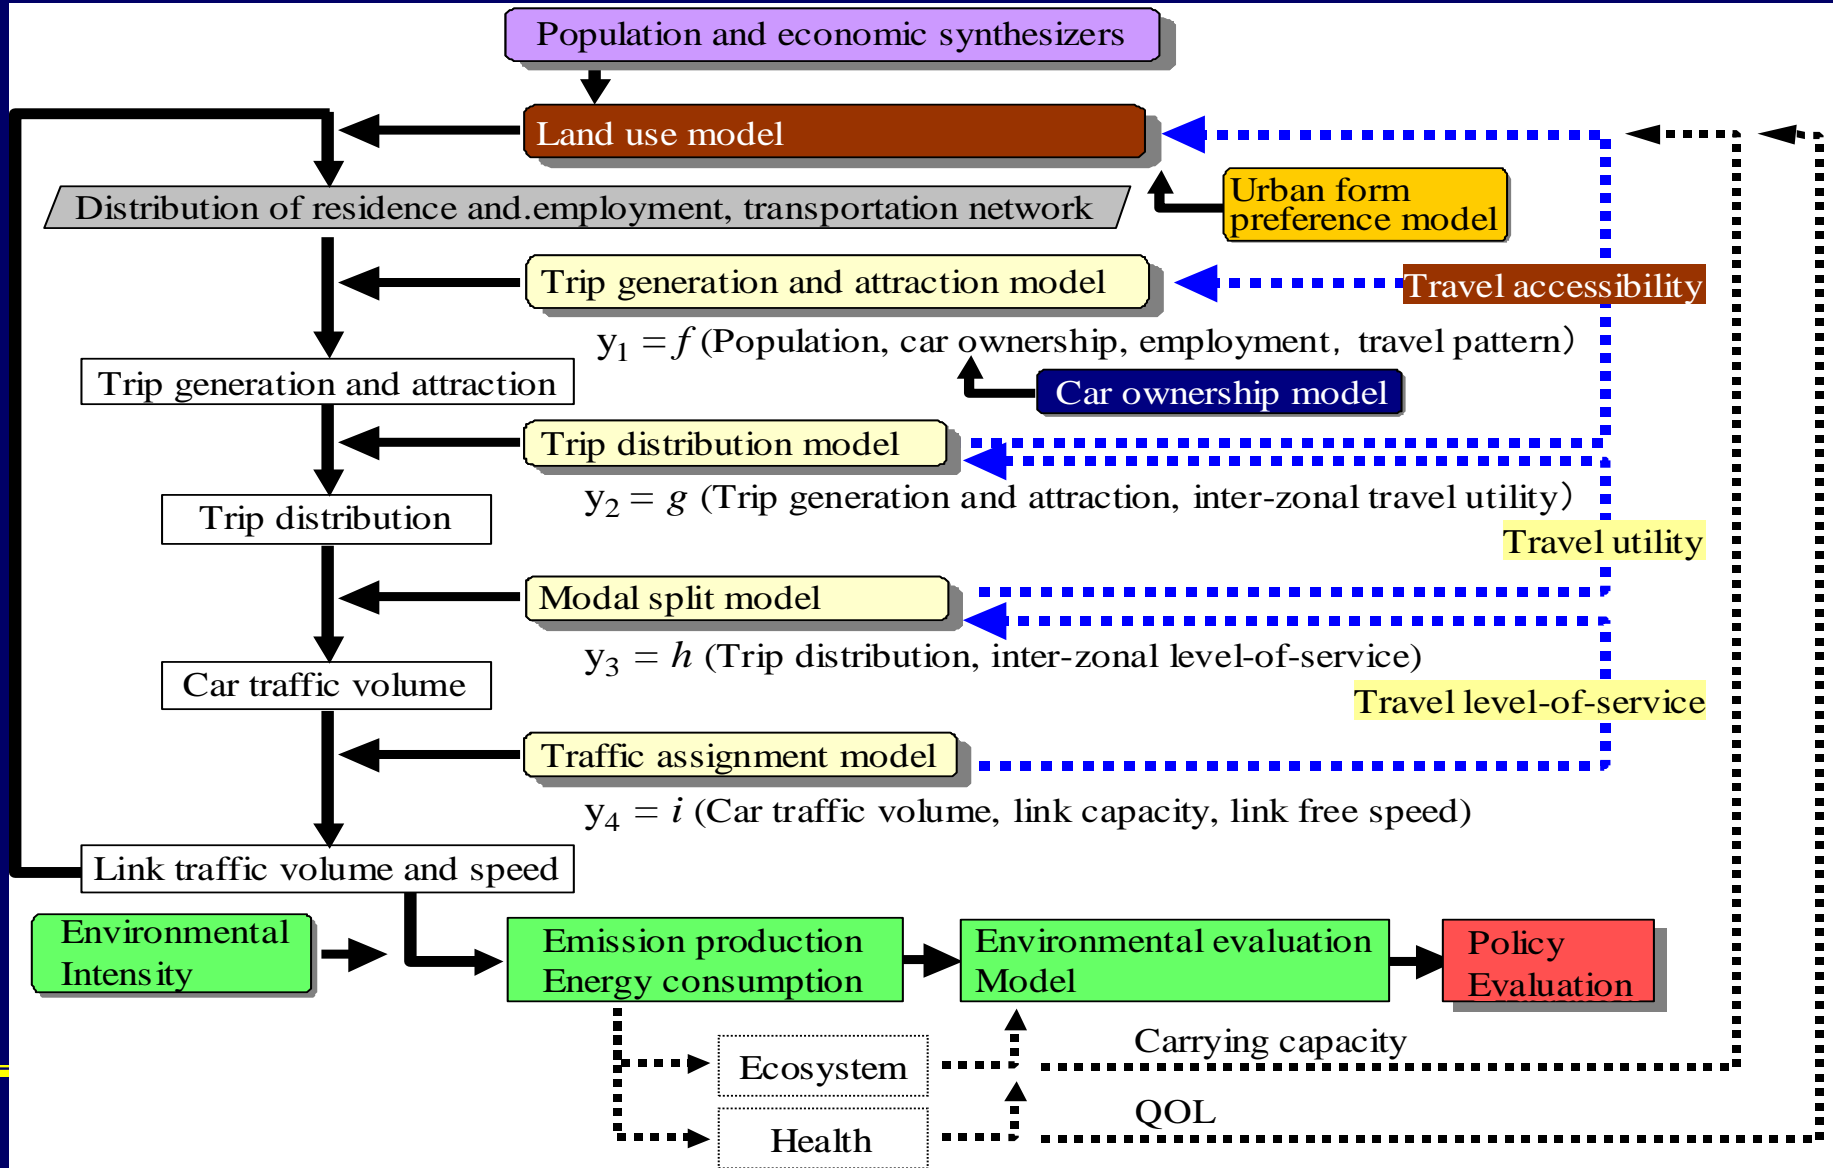 Population and economic synthesizers
Land use model
Urban form
preference model
Distribution of residence and.employment, transportation network
Trip generation and attraction model
Travel accessibility
y₁ = f (Population, car ownership, employment, travel pattern)
Trip generation and attraction
Car ownership model
Trip distribution model
y₂ = g (Trip generation and attraction, inter-zonal travel utility)
Trip distribution
Travel utility
Modal split model
y₃ = h (Trip distribution, inter-zonal level-of-service)
Car traffic volume
Travel level-of-service
Traffic assignment model
y₄ = i (Car traffic volume, link capacity, link free speed)
Link traffic volume and speed
Environmental
Intensity
Emission production
Energy consumption
Environmental evaluation
Model
Policy
Evaluation
Carrying capacity
Ecosystem
QOL
Health